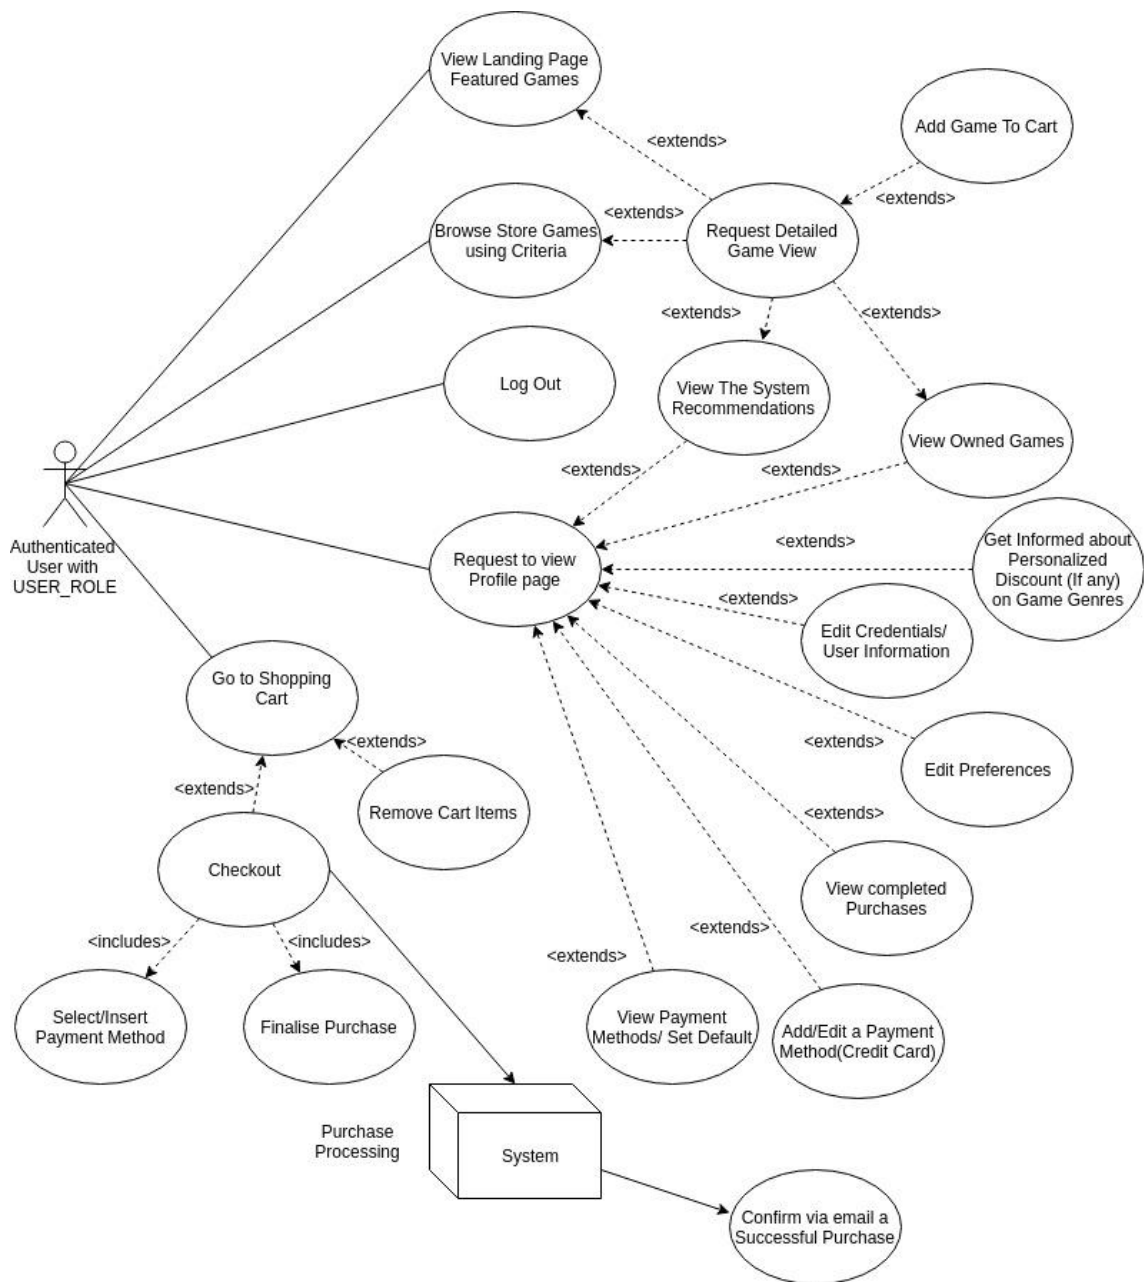 View Landing Page
Featured Games
Add Game To Cart
<extends>
<extends>
Browse Store Games
using Criteria
<extends>
Request Detailed
Game View
<extends>
<extends>
Log Out
View The System
Recommendations
View Owned Games
<extends>
<extends>
Authenticated
User with
USER_ROLE
Request to view
Profile page
<extends>
Get Informed about
Personalized
Discount (If any)
on Game Genres
<extends>
Edit Credentials/
User Information
Go to Shopping
Cart
<extends>
<extends>
Edit Preferences
<extends>
Remove Cart Items
<extends>
Checkout
View completed
Purchases
<extends>
<includes>
<includes>
<extends>
Select/Insert
Payment Method
Finalise Purchase
View Payment
Methods/ Set Default
Add/Edit a Payment
Method(Credit Card)
Purchase
Processing
System
Confirm via email a
Successful Purchase